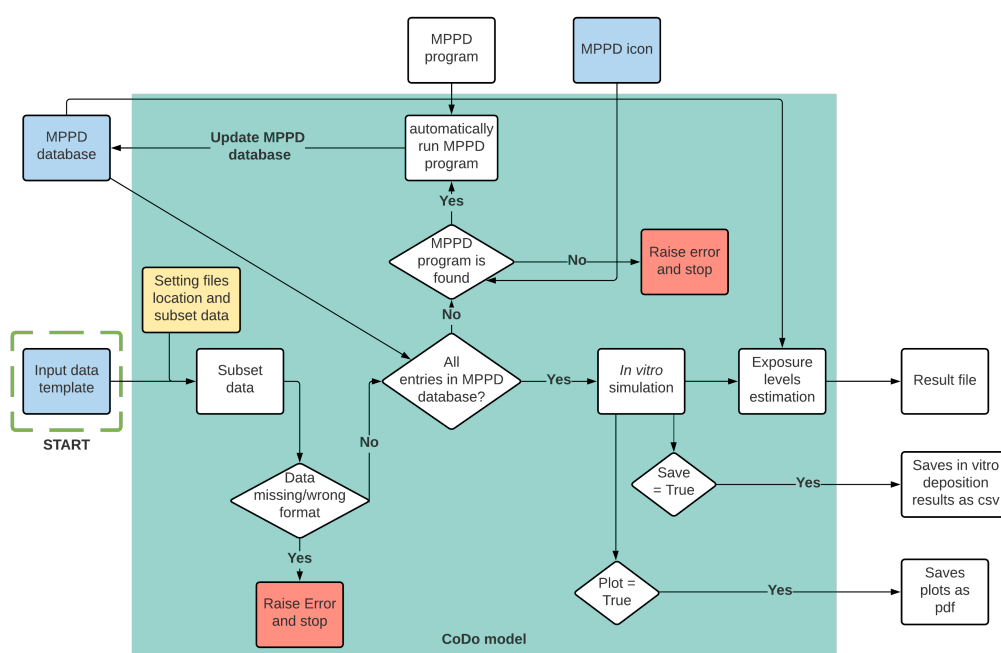 MPPD
program
MPPD icon
MPPD
database
Update MPPD
database
automatically
run MPPD
program
Yes
MPPD
program is
found
No
Raise error
and stop
Setting files
location and
subset data
No
Input data
template
START
Subset
data
All
entries in MPPD
database?
Yes
In vitro
simulation
Exposure
levels
estimation
Result file
No
Data
missing/wrong
format
Save
= True
Yes
Saves in vitro
deposition
results as csv
Yes
Raise Error
and stop
Plot =
True
Yes
Saves
plots as
pdf
CoDo model